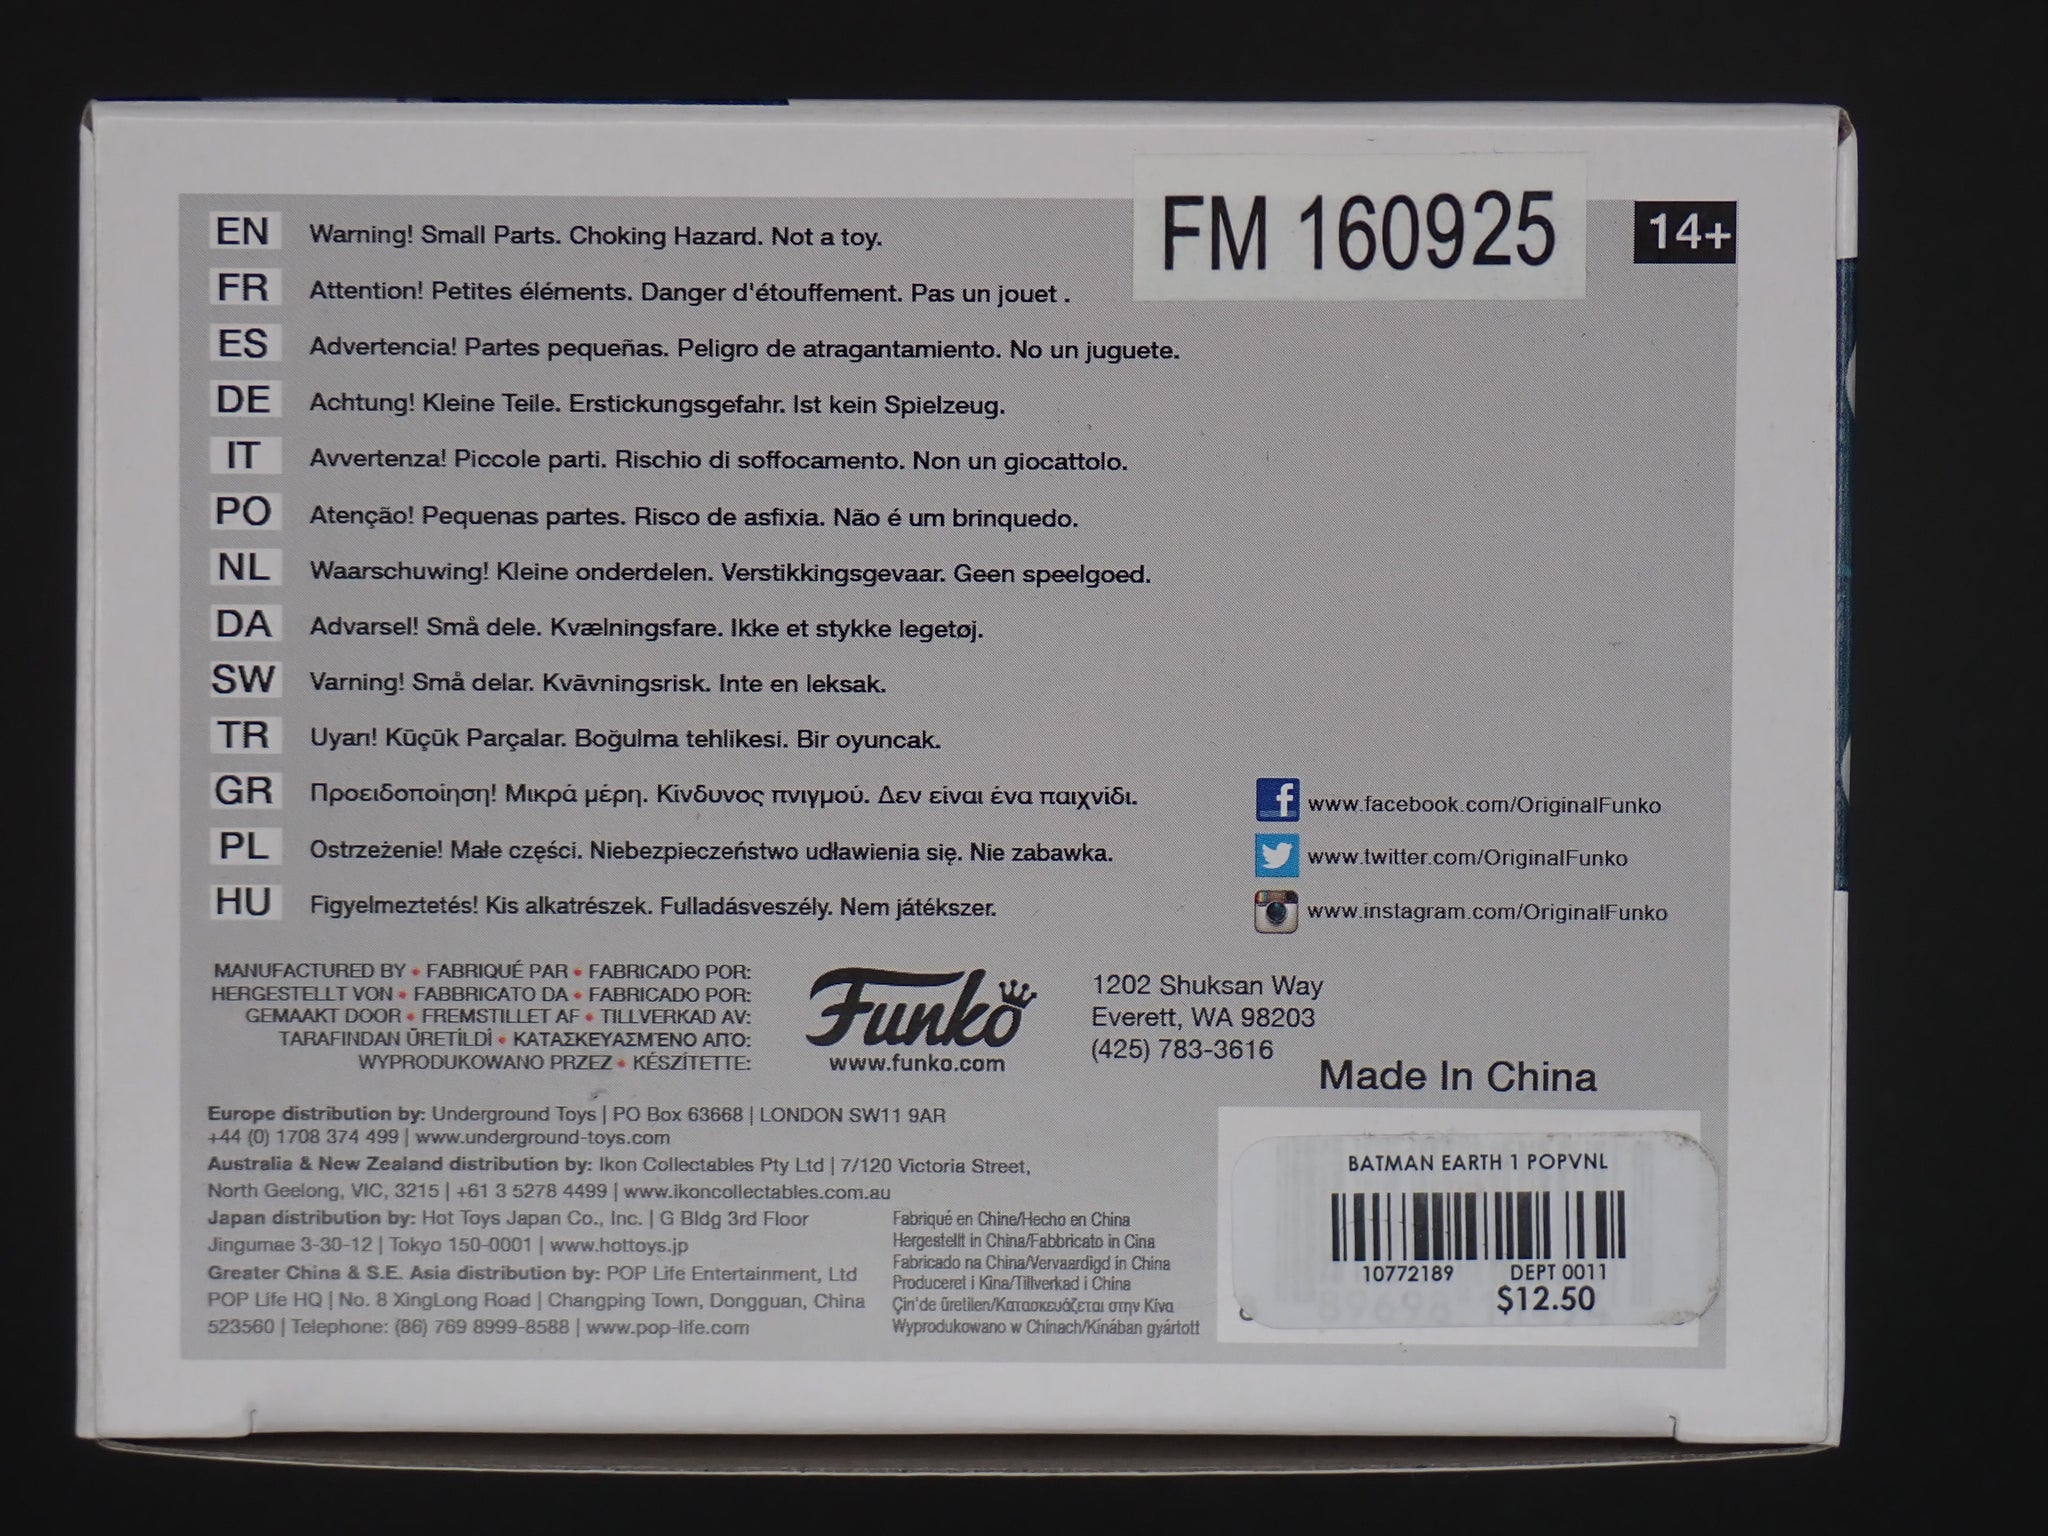 FM 160925
14+
EN Warning! Small Parts. Choking Hazard. Not a toy.
FR Attention! Petites éléments. Danger d'étouffement. Pas un jouet .
ES Advertencia! Partes pequeñas. Peligro de atragantamiento. No un juguete.
DE Achtung! Kleine Teile. Erstickungsgefahr. Ist kein Spielzeug.
IT Avvertenza! Piccole parti. Rischio di soffocamento. Non un giocattolo.
PO Atenção! Pequenas partes. Risco de asfixia. Não é um brinquedo.
NL Waarschuwing! Kleine onderdelen. Verstikkingsgevaar. Geen speelgoed.
DA Advarsel! Små dele. Kvælningsfare. Ikke et stykke legetøj.
SW Varning! Små delar. Kvävningsrisk. Inte en leksak.
TR Uyarı! Küçük Parçalar. Boğulma tehlikesi. Bir oyuncak.
GR Προειδοποίηση! Μικρά μέρη. Κίνδυνος πνιγμού. Δεν είναι ένα παιχνίδι.
PL Ostrzeżenie! Małe części. Niebezpieczeństwo udławienia się. Nie zabawka.
HU Figyelmeztetés! Kis alkatrészek. Fulladásveszély. Nem játékszer.
www.facebook.com/OriginalFunko
www.twitter.com/OriginalFunko
www.instagram.com/OriginalFunko
MANUFACTURED BY • FABRIQUÉ PAR • FABRICADO POR:
HERGESTELLT VON • FABBRICATO DA • FABRICADO POR:
GEMAAKT DOOR • FREMSTILLET AF • TILLVERKAD AV:
TARAFINDAN ÜRETİLDİ • ΚΑΤΑΣΚΕΥΑΣΜΈΝΟ ΑΠΌ:
WYPRODUKOWANO PRZEZ • KÉSZÍTETTE:
Funko
www.funko.com
1202 Shuksan Way
Everett, WA 98203
(425) 783-3616
Made In China
Europe distribution by: Underground Toys | PO Box 63668 | LONDON SW11 9AR
+44 (0) 1708 374 499 | www.underground-toys.com
Australia & New Zealand distribution by: Ikon Collectables Pty Ltd | 7/120 Victoria Street,
North Geelong, VIC, 3215 | +61 3 5278 4499 | www.ikoncollectables.com.au
Japan distribution by: Hot Toys Japan Co., Inc. | G Bldg 3rd Floor
Jingumae 3-30-12 | Tokyo 150-0001 | www.hottoys.jp
Greater China & S.E. Asia distribution by: POP Life Entertainment, Ltd
POP Life HQ | No. 8 XingLong Road | Changping Town, Dongguan, China
523560 | Telephone: (86) 769 8999-8588 | www.pop-life.com
Fabriqué en Chine/Hecho en China
Hergestellt in China/Fabbricato in Cina
Fabricado na China/Vervaardigd in China
Produceret i Kina/Tillverkad i China
Çin'de üretilen/Κατασκευάζεται στην Κίνα
Wyprodukowano w Chinach/Kínában gyártott
BATMAN EARTH 1 POPVNL
10772189 DEPT 0011
$12.50